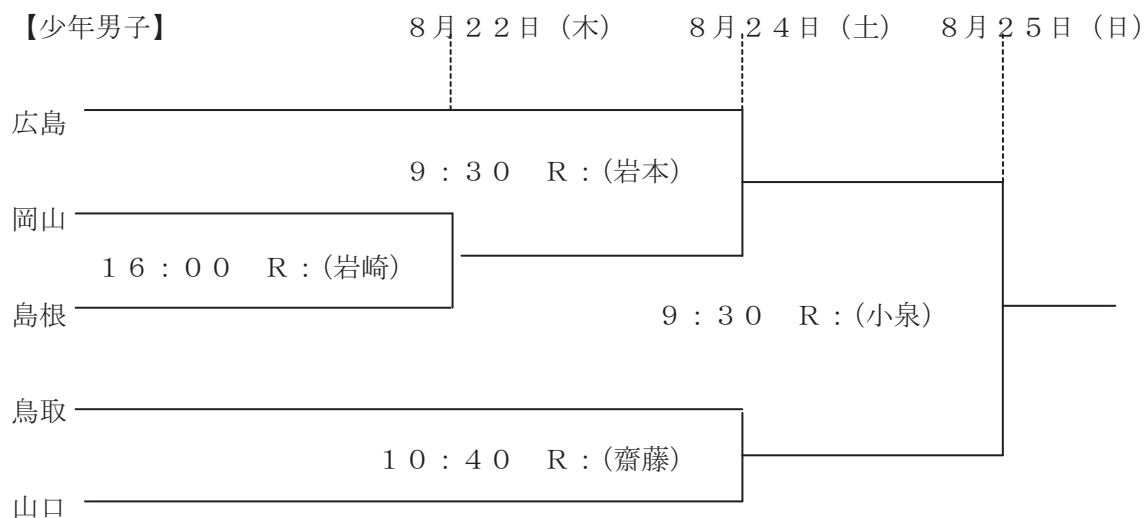 【少年男子】 8月22日（木） 8月24日（土） 8月25日（日）
広島
9：30 R：（岩本）
岡山
16：00 R：（岩崎）
島根
9：30 R：（小泉）
鳥取
10：40 R：（齋藤）
山口